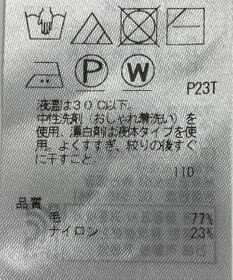 P W
P23T
液温は30℃以下、
中性洗剤(おしゃれ着洗い)を
使用、漂白剤は液体タイプを使
用。よくすすぎ、絞りの後すぐ
に干すこと。
110
品質
毛 77%
ナイロン 23%